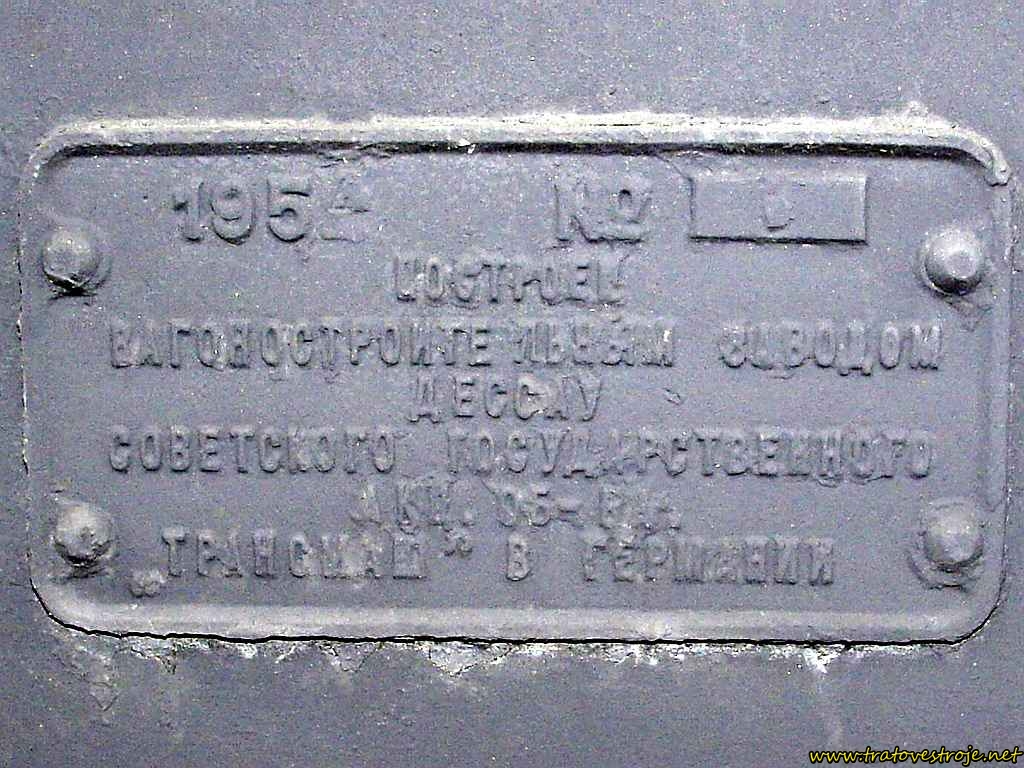 1954 №
ПОСТРОЕН
ВАГОНОСТРОИТЕЛЬНЫМ ЗАВОДОМ
ДЕССАУ
СОВЕТСКОГО ГОСУДАРСТВЕННОГО
АКЦ. ОБ-ВА.
„ТРАНСМАШ” В ГЕРМАНИИ
www.tratovestroje.net